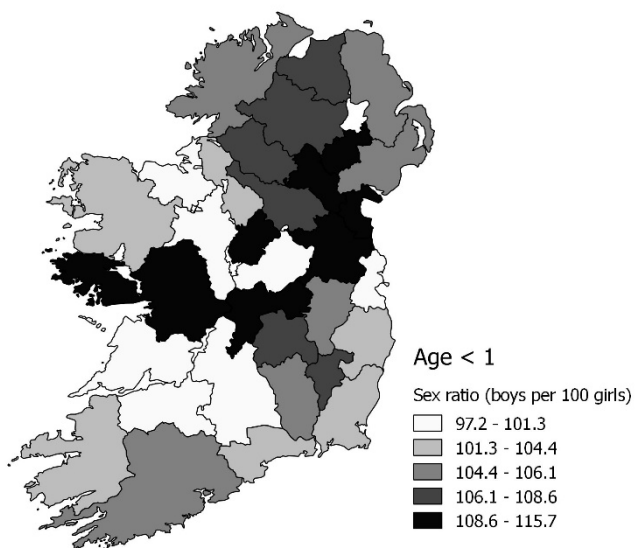 Age < 1
Sex ratio (boys per 100 girls)
97.2 - 101.3
101.3 - 104.4
104.4 - 106.1
106.1 - 108.6
108.6 - 115.7